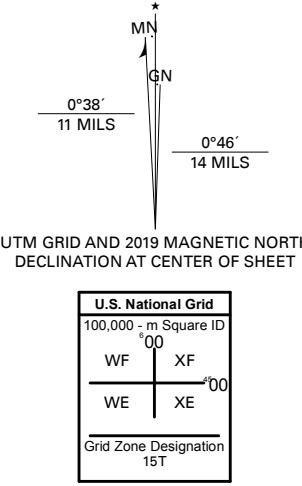 ★
MN
GN
0°38´
11 MILS
0°46´
14 MILS
UTM GRID AND 2019 MAGNETIC NORTH
DECLINATION AT CENTER OF SHEET
U.S. National Grid
100,000 - m Square ID
⁶00
WF XF
⁴⁵00
WE XE
Grid Zone Designation
15T